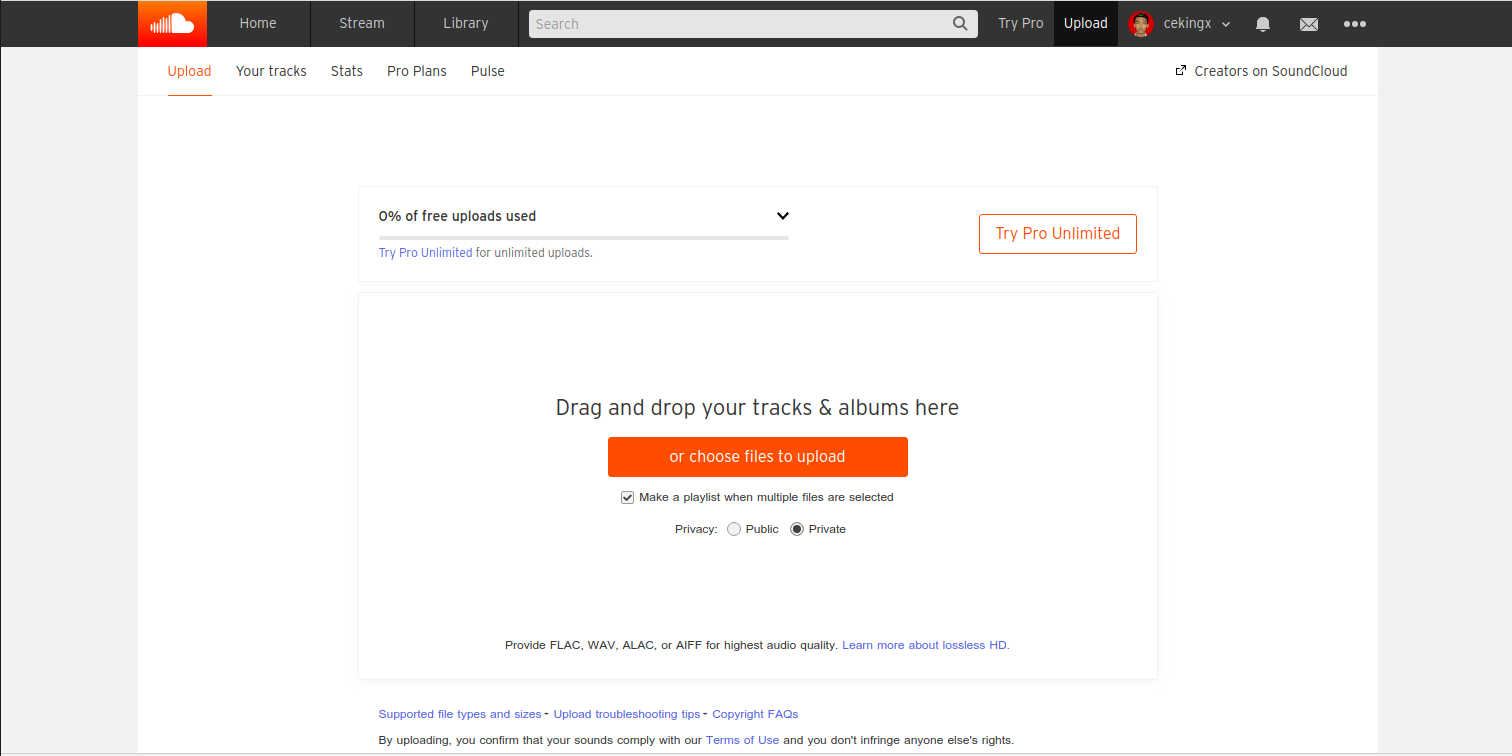 Home Stream Library Search Try Pro Upload cekingx
Upload Your tracks Stats Pro Plans Pulse Creators on SoundCloud
0% of free uploads used
Try Pro Unlimited for unlimited uploads.
Try Pro Unlimited
Drag and drop your tracks & albums here
or choose files to upload
Make a playlist when multiple files are selected
Privacy: Public Private
Provide FLAC, WAV, ALAC, or AIFF for highest audio quality. Learn more about lossless HD.
Supported file types and sizes - Upload troubleshooting tips - Copyright FAQs
By uploading, you confirm that your sounds comply with our Terms of Use and you don't infringe anyone else's rights.